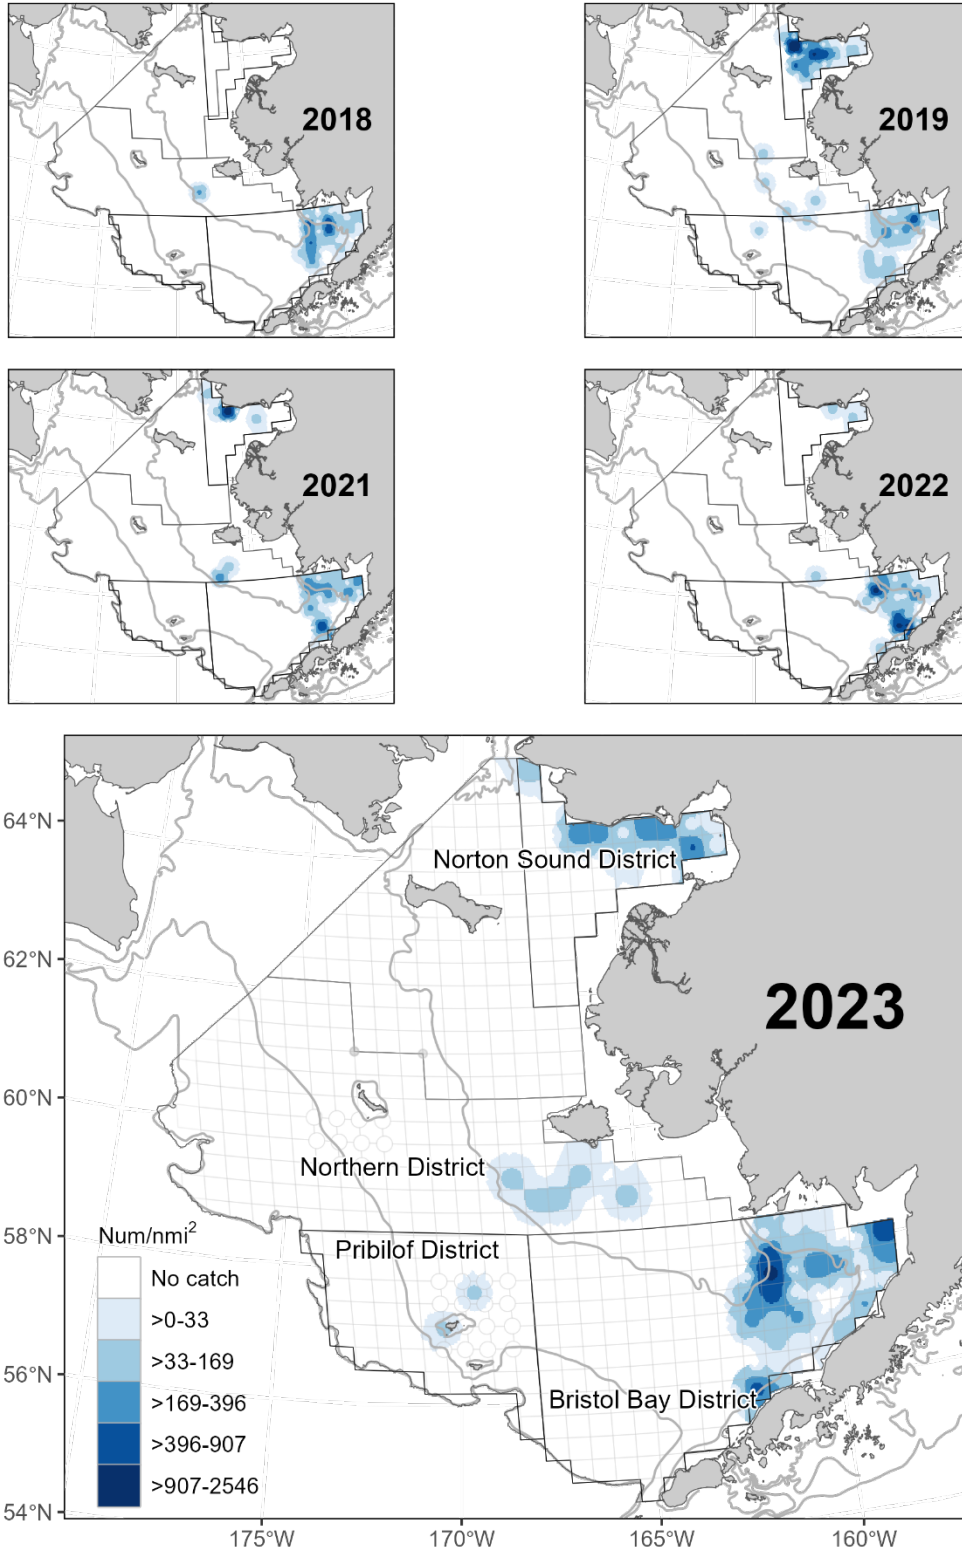 2018
2019
2021
2022
2023
64°N
62°N
60°N
58°N
56°N
54°N
Norton Sound District
Northern District
Pribilof District
Bristol Bay District
Num/nmi²
No catch
>0-33
>33-169
>169-396
>396-907
>907-2546
175°W
170°W
165°W
160°W